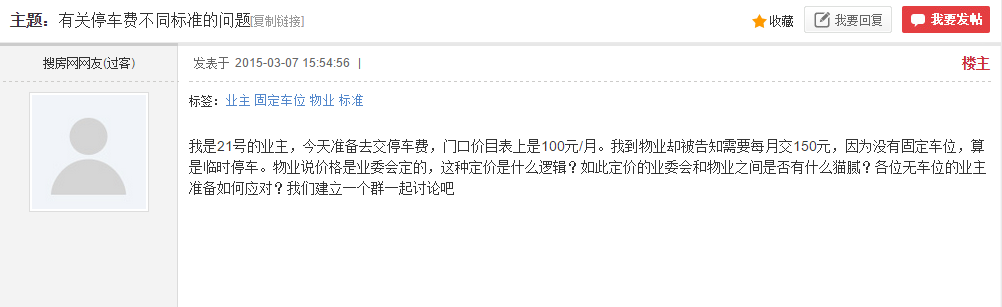 主题：有关停车费不同标准的问题[复制链接]
收藏
我要回复
我要发帖
搜房网网友(过客)
发表于 2015-03-07 15:54:56 |
楼主
标签：业主 固定车位 物业 标准
我是21号的业主，今天准备去交停车费，门口价目表上是100元/月。我到物业却被告知需要每月交150元，因为没有固定车位，算
是临时停车。物业说价格是业委会定的，这种定价是什么逻辑？如此定价的业委会和物业之间是否有什么猫腻？各位无车位的业主
准备如何应对？我们建立一个群一起讨论吧